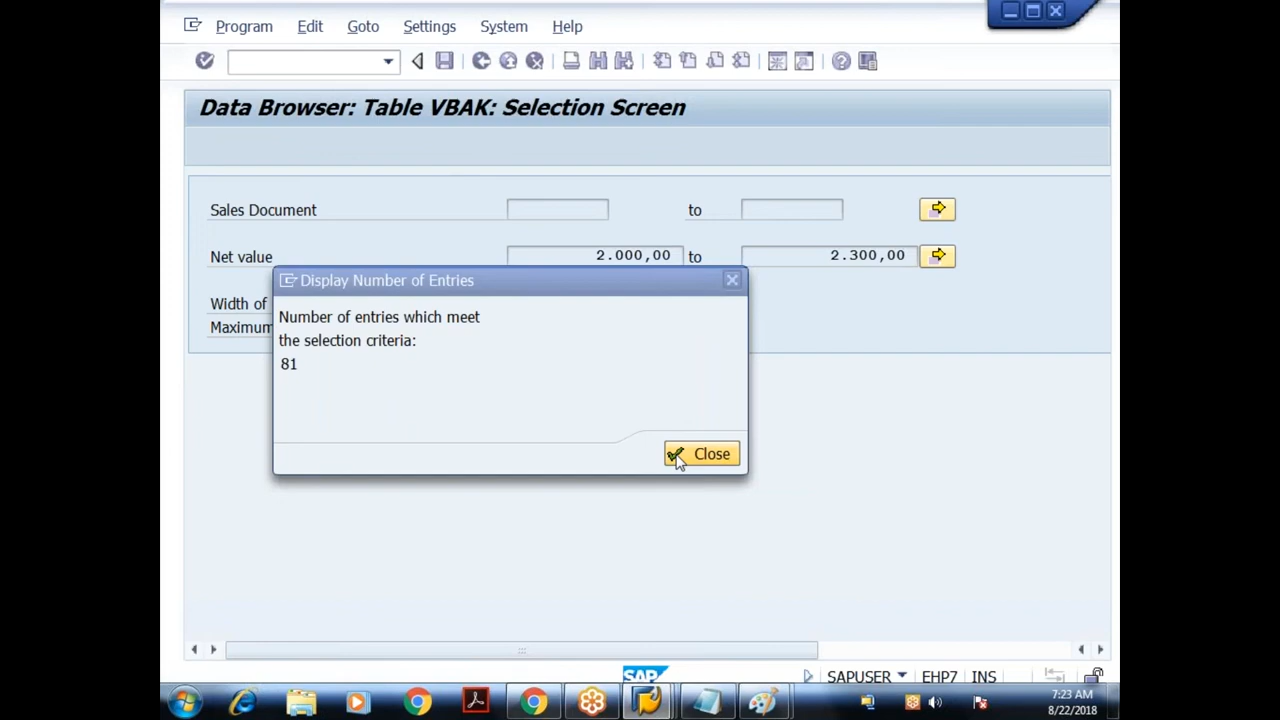 Program Edit Goto Settings System Help
Data Browser: Table VBAK: Selection Screen
Sales Document to
Net value 2.000,00 to 2.300,00
Display Number of Entries
Width of
Maximum
Number of entries which meet
the selection criteria:
81
Close
SAP SAPUSER EHP7 INS
7:23 AM
8/22/2018